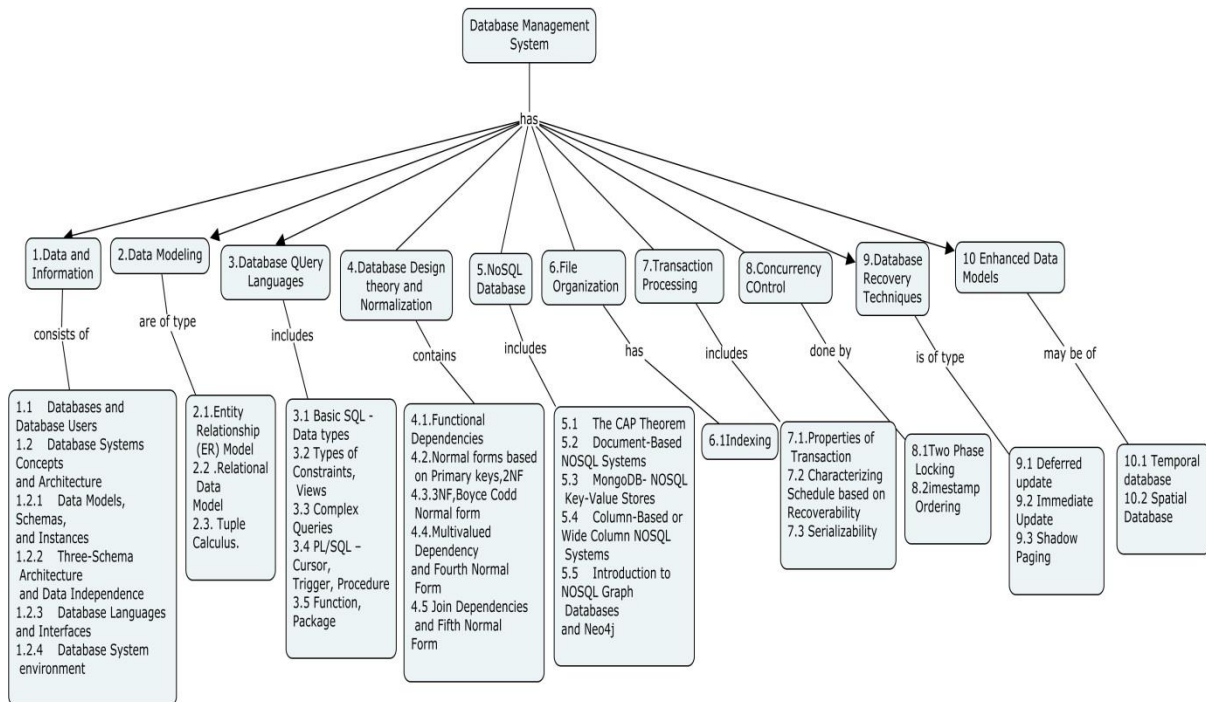 Database Management
System
has
1.Data and
Information
2.Data Modeling
3.Database QUery
Languages
4.Database Design
theory and
Normalization
5.NoSQL
Database
6.File
Organization
7.Transaction
Processing
8.Concurrency
COntrol
9.Database
Recovery
Techniques
10 Enhanced Data
Models
consists of
are of type
includes
contains
includes
has
includes
done by
is of type
may be of
1.1 Databases and
Database Users
1.2 Database Systems
Concepts
and Architecture
1.2.1 Data Models,
Schemas,
and Instances
1.2.2 Three-Schema
Architecture
and Data Independence
1.2.3 Database Languages
and Interfaces
1.2.4 Database System
environment
2.1.Entity
Relationship
(ER) Model
2.2 .Relational
Data
Model
2.3. Tuple
Calculus.
3.1 Basic SQL -
Data types
3.2 Types of
Constraints,
Views
3.3 Complex
Queries
3.4 PL/SQL –
Cursor,
Trigger, Procedure
3.5 Function,
Package
4.1.Functional
Dependencies
4.2.Normal forms based
on Primary keys,2NF
4.3.3NF,Boyce Codd
Normal form
4.4.Multivalued
Dependency
and Fourth Normal
Form
4.5 Join Dependencies
and Fifth Normal
Form
5.1 The CAP Theorem
5.2 Document-Based
NOSQL Systems
5.3 MongoDB- NOSQL
Key-Value Stores
5.4 Column-Based or
Wide Column NOSQL
Systems
5.5 Introduction to
NOSQL Graph
Databases
and Neo4j
6.1Indexing
7.1.Properties of
Transaction
7.2 Characterizing
Schedule based on
Recoverability
7.3 Serializability
8.1Two Phase
Locking
8.2imestamp
Ordering
9.1 Deferred
update
9.2 Immediate
Update
9.3 Shadow
Paging
10.1 Temporal
database
10.2 Spatial
Database